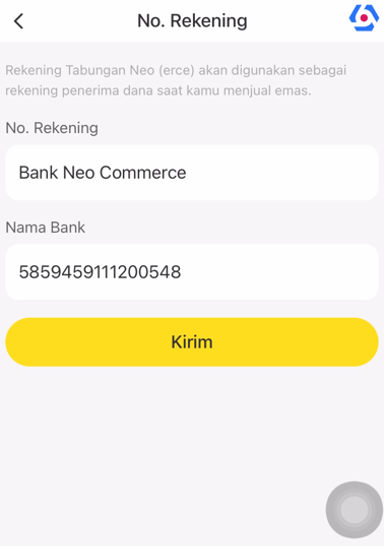 No. Rekening
Rekening Tabungan Neo (erce) akan digunakan sebagai
rekening penerima dana saat kamu menjual emas.
No. Rekening
Bank Neo Commerce
Nama Bank
5859459111200548
Kirim